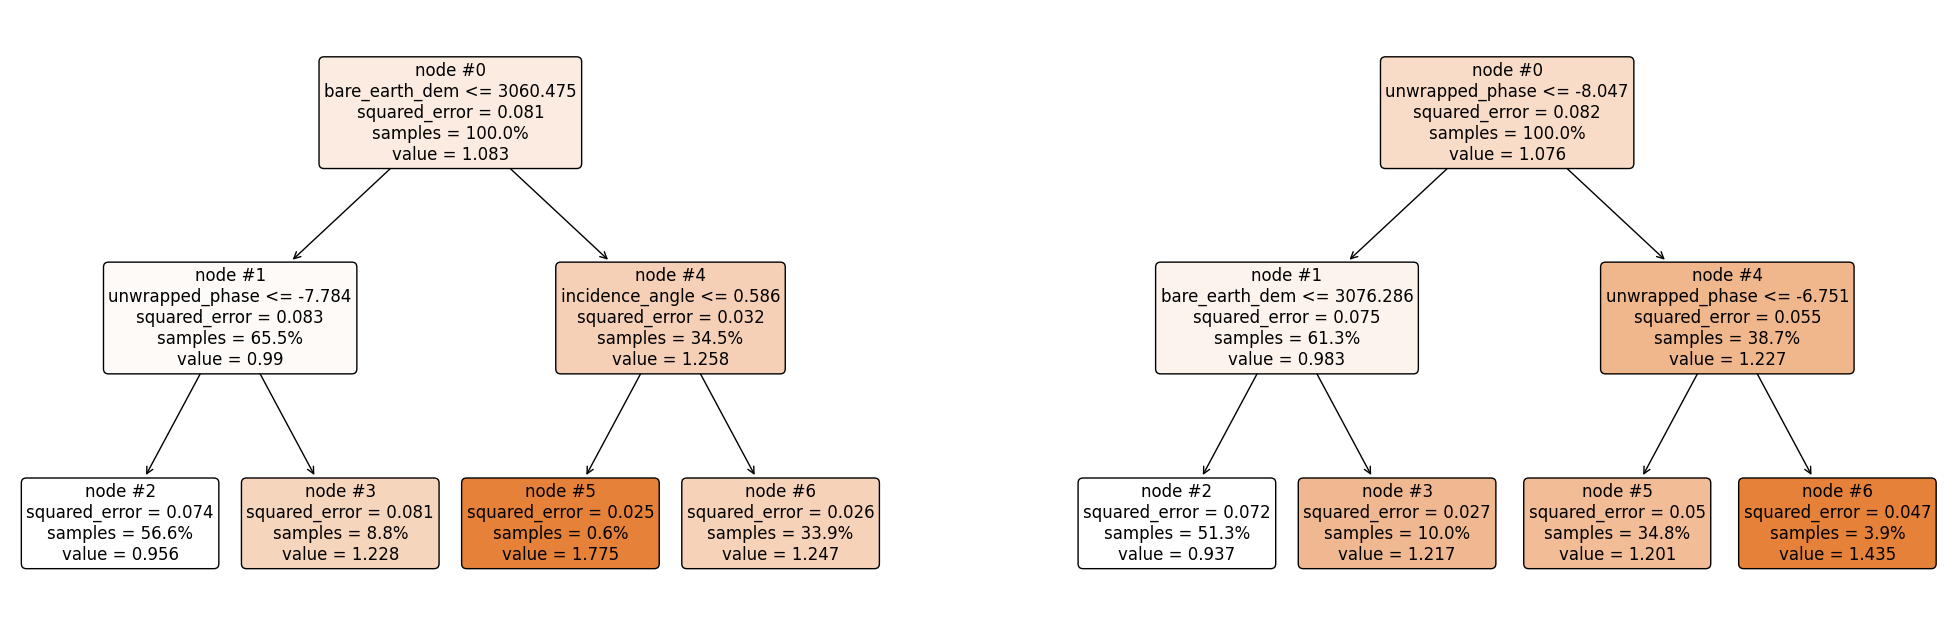 node #0
bare_earth_dem <= 3060.475
squared_error = 0.081
samples = 100.0%
value = 1.083
node #1
unwrapped_phase <= -7.784
squared_error = 0.083
samples = 65.5%
value = 0.99
node #4
incidence_angle <= 0.586
squared_error = 0.032
samples = 34.5%
value = 1.258
node #2
squared_error = 0.074
samples = 56.6%
value = 0.956
node #3
squared_error = 0.081
samples = 8.8%
value = 1.228
node #5
squared_error = 0.025
samples = 0.6%
value = 1.775
node #6
squared_error = 0.026
samples = 33.9%
value = 1.247
node #0
unwrapped_phase <= -8.047
squared_error = 0.082
samples = 100.0%
value = 1.076
node #1
bare_earth_dem <= 3076.286
squared_error = 0.075
samples = 61.3%
value = 0.983
node #4
unwrapped_phase <= -6.751
squared_error = 0.055
samples = 38.7%
value = 1.227
node #2
squared_error = 0.072
samples = 51.3%
value = 0.937
node #3
squared_error = 0.027
samples = 10.0%
value = 1.217
node #5
squared_error = 0.05
samples = 34.8%
value = 1.201
node #6
squared_error = 0.047
samples = 3.9%
value = 1.435